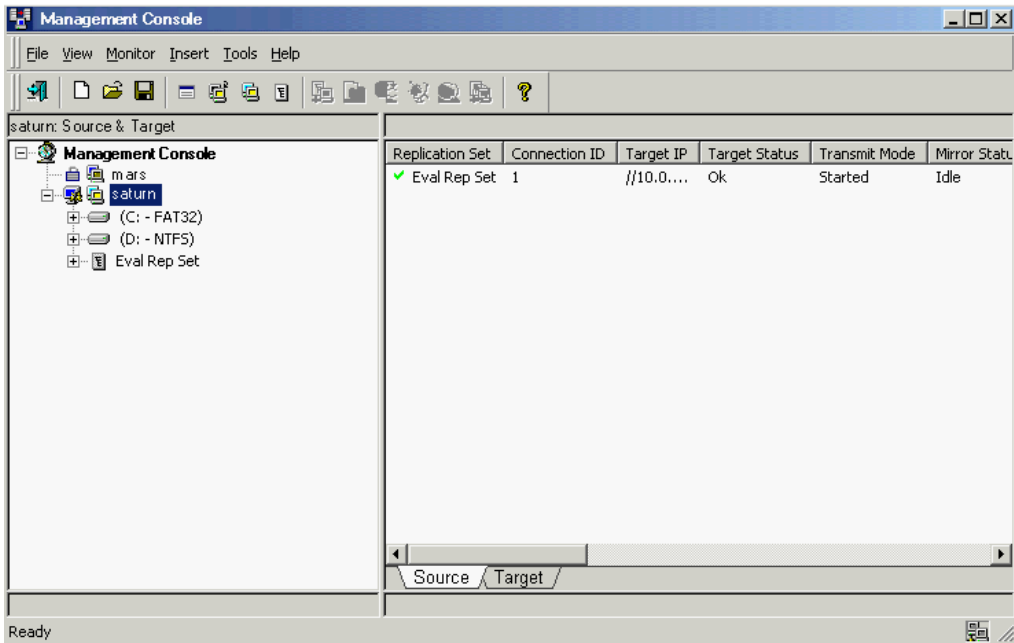 Management Console
File View Monitor Insert Tools Help
saturn: Source & Target
Management Console
mars
saturn
(C: - FAT32)
(D: - NTFS)
Eval Rep Set
Replication Set Connection ID Target IP Target Status Transmit Mode Mirror Statu
Eval Rep Set 1 //10.0.... Ok Started Idle
Source Target
Ready